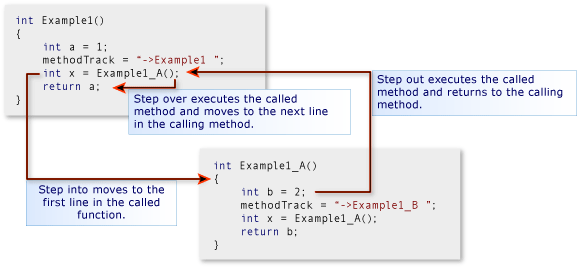 int Example1()
{
int a = 1;
methodTrack = “->Example1 ”;
int x = Example1_A();
return a;
}
Step over executes the called
method and moves to the next line
in the calling method.
Step out executes the called
method and returns to the calling
method.
Step into moves to the
first line in the called
function.
int Example1_A()
{
int b = 2;
methodTrack = “->Example1_B ”;
int x = Example1_A();
return b;
}